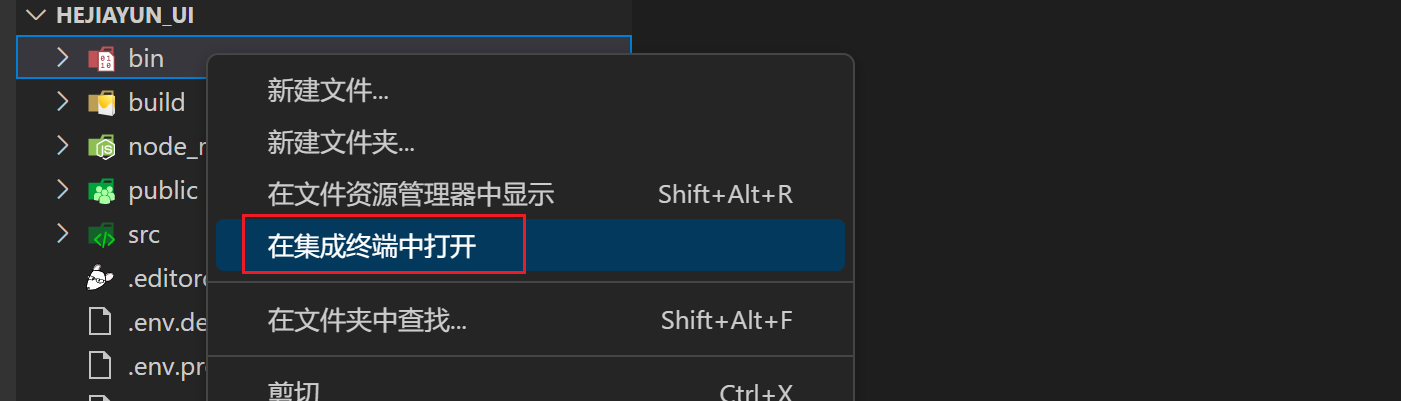 HEJIAYUN_UI
bin
build
node_
public
src
.editor
.env.de
.env.pr
新建文件...
新建文件夹...
在文件资源管理器中显示 Shift+Alt+R
在集成终端中打开
在文件夹中查找... Shift+Alt+F
剪切 Ctrl+X